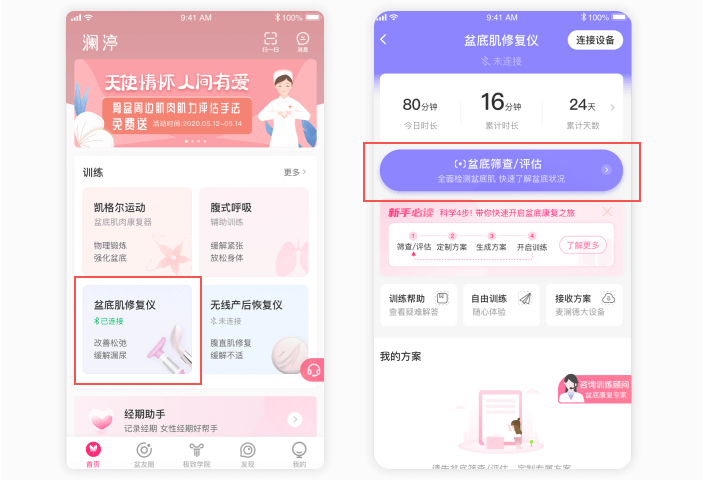 9:41 AM
100%
澜渟
扫一扫
消息
天使情怀 人间有爱
骨盆周边肌肉肌力评估手法
免费送 活动时间:2020.05.12—05.14
训练
更多
凯格尔运动
盆底肌肉康复器
物理锻炼
强化盆底
腹式呼吸
辅助训练
缓解紧张
放松身体
盆底肌修复仪
已连接
改善松弛
缓解漏尿
无线产后恢复仪
未连接
腹直肌修复
缓解不适
经期助手
记录经期 女性经期好帮手
首页
盆友圈
极致学院
发现
我的
9:41 AM
100%
盆底肌修复仪
连接设备
未连接
80分钟
今日时长
16分钟
累计时长
24天
累计天数
盆底筛查/评估
全面检测盆底肌 快速了解盆底状况
新手必读 科学4步! 带你快速开启盆底康复之旅
1 2 3 4
筛查/评估 定制方案 生成方案 开启训练
了解更多
训练帮助
查看疑难解答
自由训练
随心体验
接收方案
麦澜德大设备
我的方案
咨询训练顾问
盆底康复专家
请先盆底筛查/评估，定制专属方案